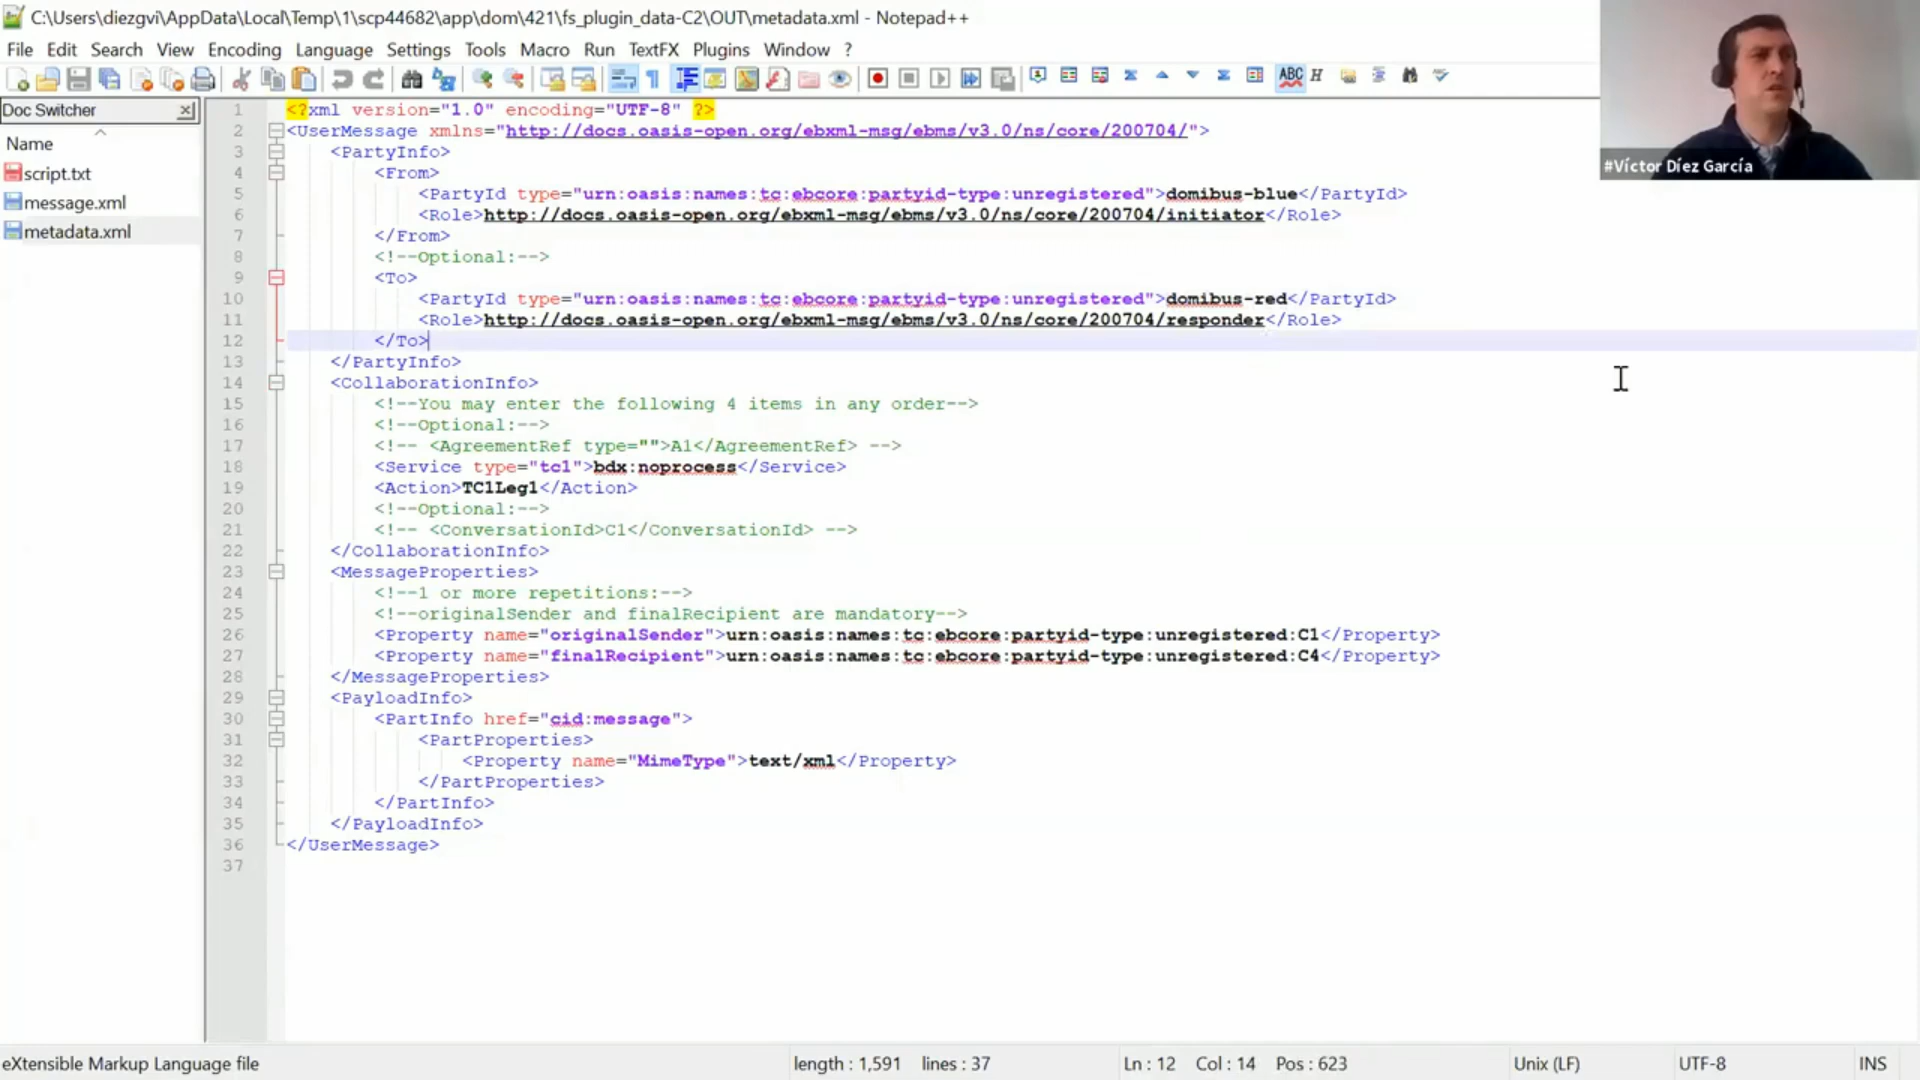 C:\Users\diezgvi\AppData\Local\Temp\1\scp44682\app\dom\421\fs_plugin_data-C2\OUT\metadata.xml - Notepad++
File Edit Search View Encoding Language Settings Tools Macro Run TextFX Plugins Window ?
#Víctor Díez García
Doc Switcher
Name
script.txt
message.xml
metadata.xml
1 <?xml version="1.0" encoding="UTF-8" ?>
2 <UserMessage xmlns="http://docs.oasis-open.org/ebxml-msg/ebms/v3.0/ns/core/200704/">
3 <PartyInfo>
4 <From>
5 <PartyId type="urn:oasis:names:tc:ebcore:partyid-type:unregistered">domibus-blue</PartyId>
6 <Role>http://docs.oasis-open.org/ebxml-msg/ebms/v3.0/ns/core/200704/initiator</Role>
7 </From>
8 <!--Optional:-->
9 <To>
10 <PartyId type="urn:oasis:names:tc:ebcore:partyid-type:unregistered">domibus-red</PartyId>
11 <Role>http://docs.oasis-open.org/ebxml-msg/ebms/v3.0/ns/core/200704/responder</Role>
12 </To>
13 </PartyInfo>
14 <CollaborationInfo>
15 <!--You may enter the following 4 items in any order-->
16 <!--Optional:-->
17 <!-- <AgreementRef type="">A1</AgreementRef> -->
18 <Service type="tc1">bdx:noprocess</Service>
19 <Action>TC1Leg1</Action>
20 <!--Optional:-->
21 <!-- <ConversationId>C1</ConversationId> -->
22 </CollaborationInfo>
23 <MessageProperties>
24 <!--1 or more repetitions:-->
25 <!--originalSender and finalRecipient are mandatory-->
26 <Property name="originalSender">urn:oasis:names:tc:ebcore:partyid-type:unregistered:C1</Property>
27 <Property name="finalRecipient">urn:oasis:names:tc:ebcore:partyid-type:unregistered:C4</Property>
28 </MessageProperties>
29 <PayloadInfo>
30 <PartInfo href="cid:message">
31 <PartProperties>
32 <Property name="MimeType">text/xml</Property>
33 </PartProperties>
34 </PartInfo>
35 </PayloadInfo>
36 </UserMessage>
37
eXtensible Markup Language file length : 1,591 lines : 37 Ln : 12 Col : 14 Pos : 623 Unix (LF) UTF-8 INS